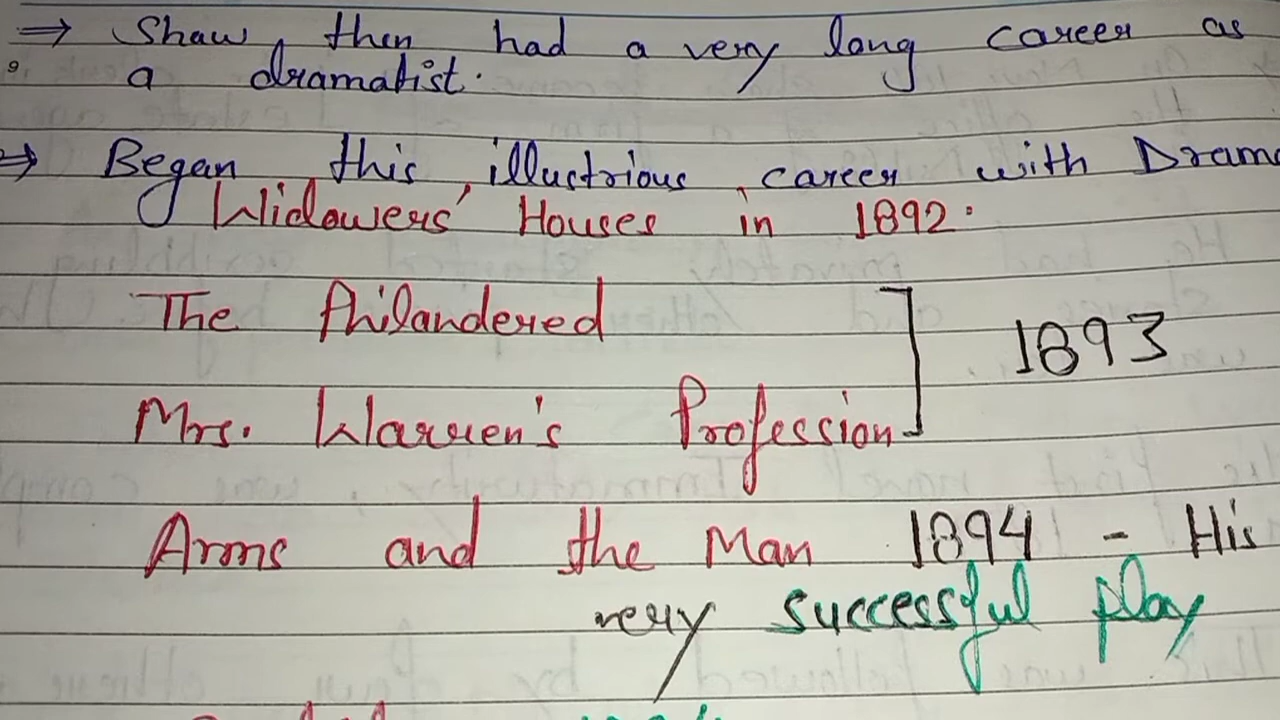 ⇒ Shaw then had a very long career as
a dramatist.
⇒ Began this illustrious career with Drama
Widowers' Houses in 1892.
The Philandered
Mrs. Warren's Profession ] 1893
Arms and the Man 1894 - His
very successful play